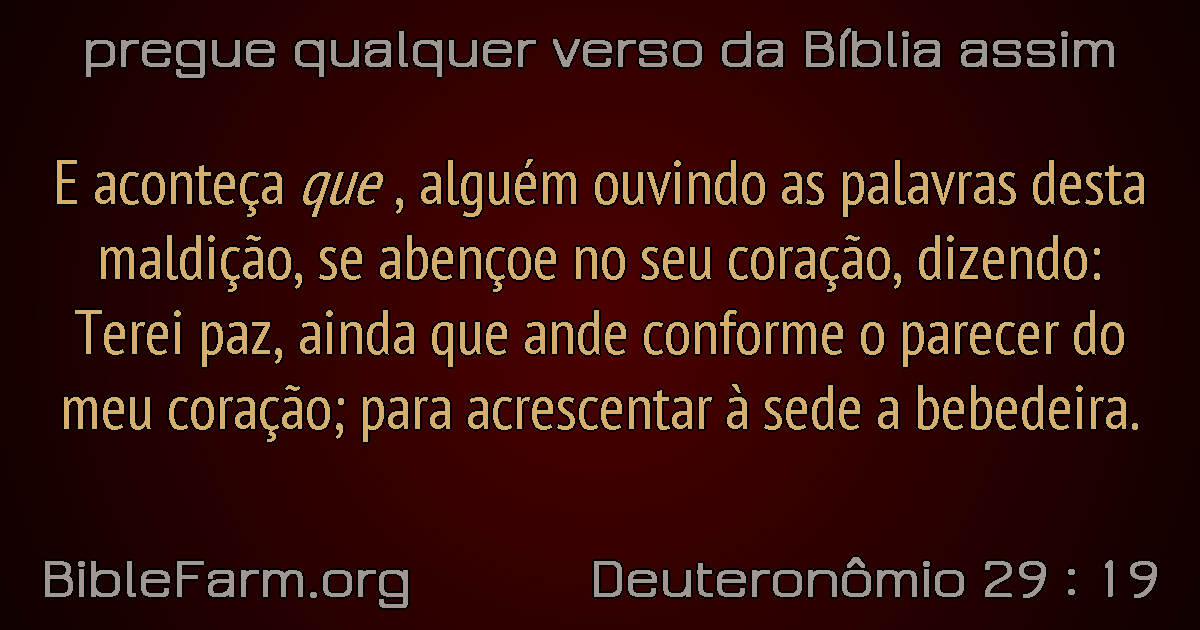 pregue qualquer verso da Bíblia assim
E aconteça que , alguém ouvindo as palavras desta
maldição, se abençoe no seu coração, dizendo:
Terei paz, ainda que ande conforme o parecer do
meu coração; para acrescentar à sede a bebedeira.
BibleFarm.org
Deuteronômio 29 : 19